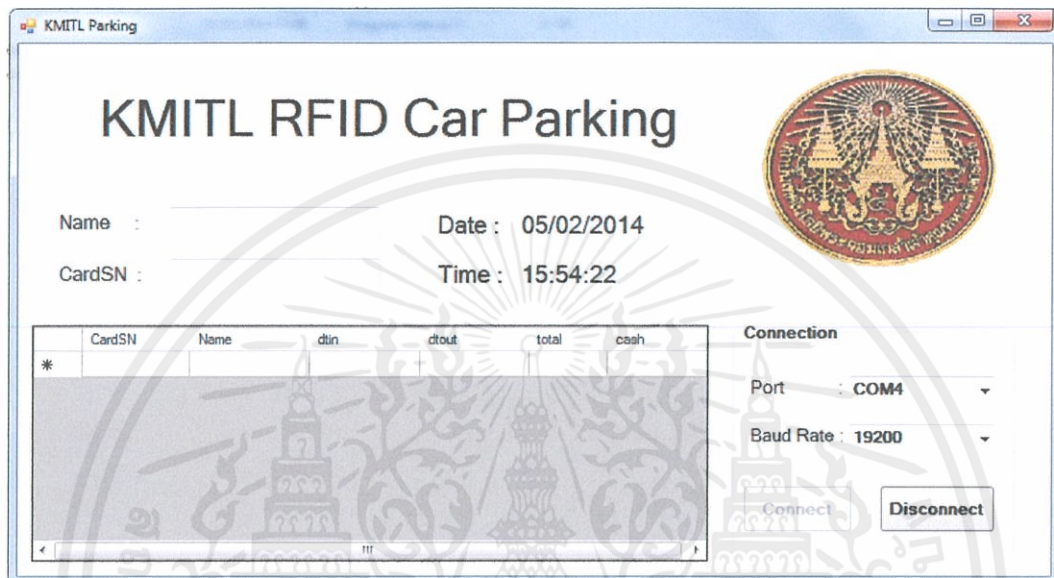 KMITL Parking
KMITL RFID Car Parking
Name :
Date : 05/02/2014
CardSN :
Time : 15:54:22
CardSN Name dtin dtout total cash
*
Connection
Port : COM4
Baud Rate : 19200
Connect Disconnect